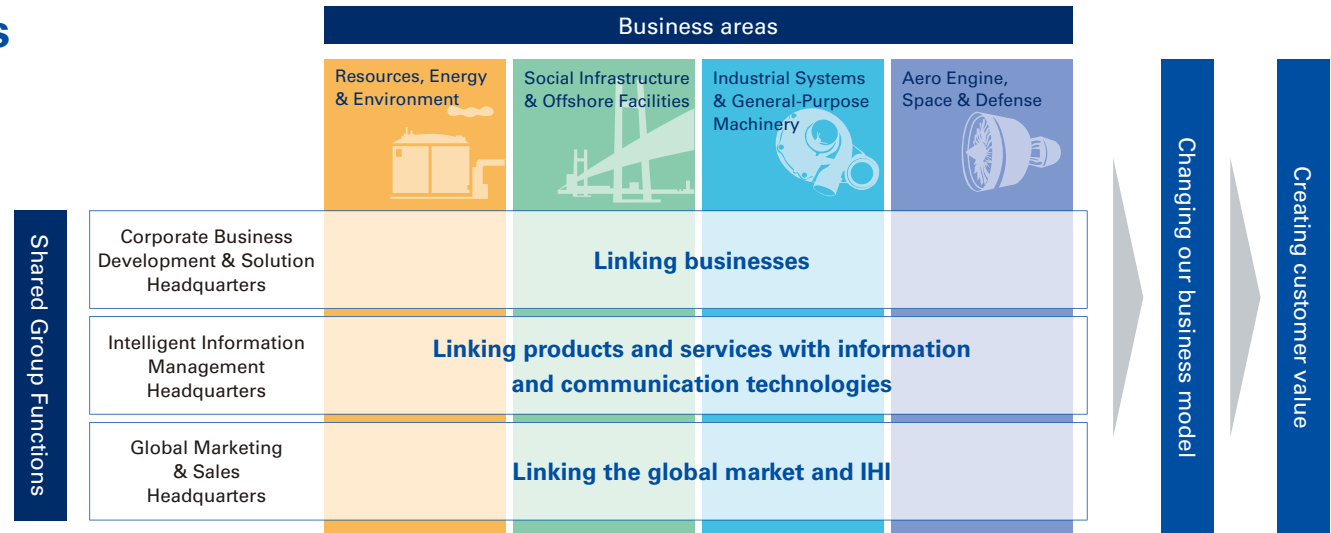 s
Business areas
Resources, Energy
& Environment
Social Infrastructure
& Offshore Facilities
Industrial Systems
& General-Purpose
Machinery
Aero Engine,
Space & Defense
Shared Group Functions
Corporate Business
Development & Solution
Headquarters
Linking businesses
Intelligent Information
Management
Headquarters
Linking products and services with information
and communication technologies
Global Marketing
& Sales
Headquarters
Linking the global market and IHI
Changing our business model
Creating customer value